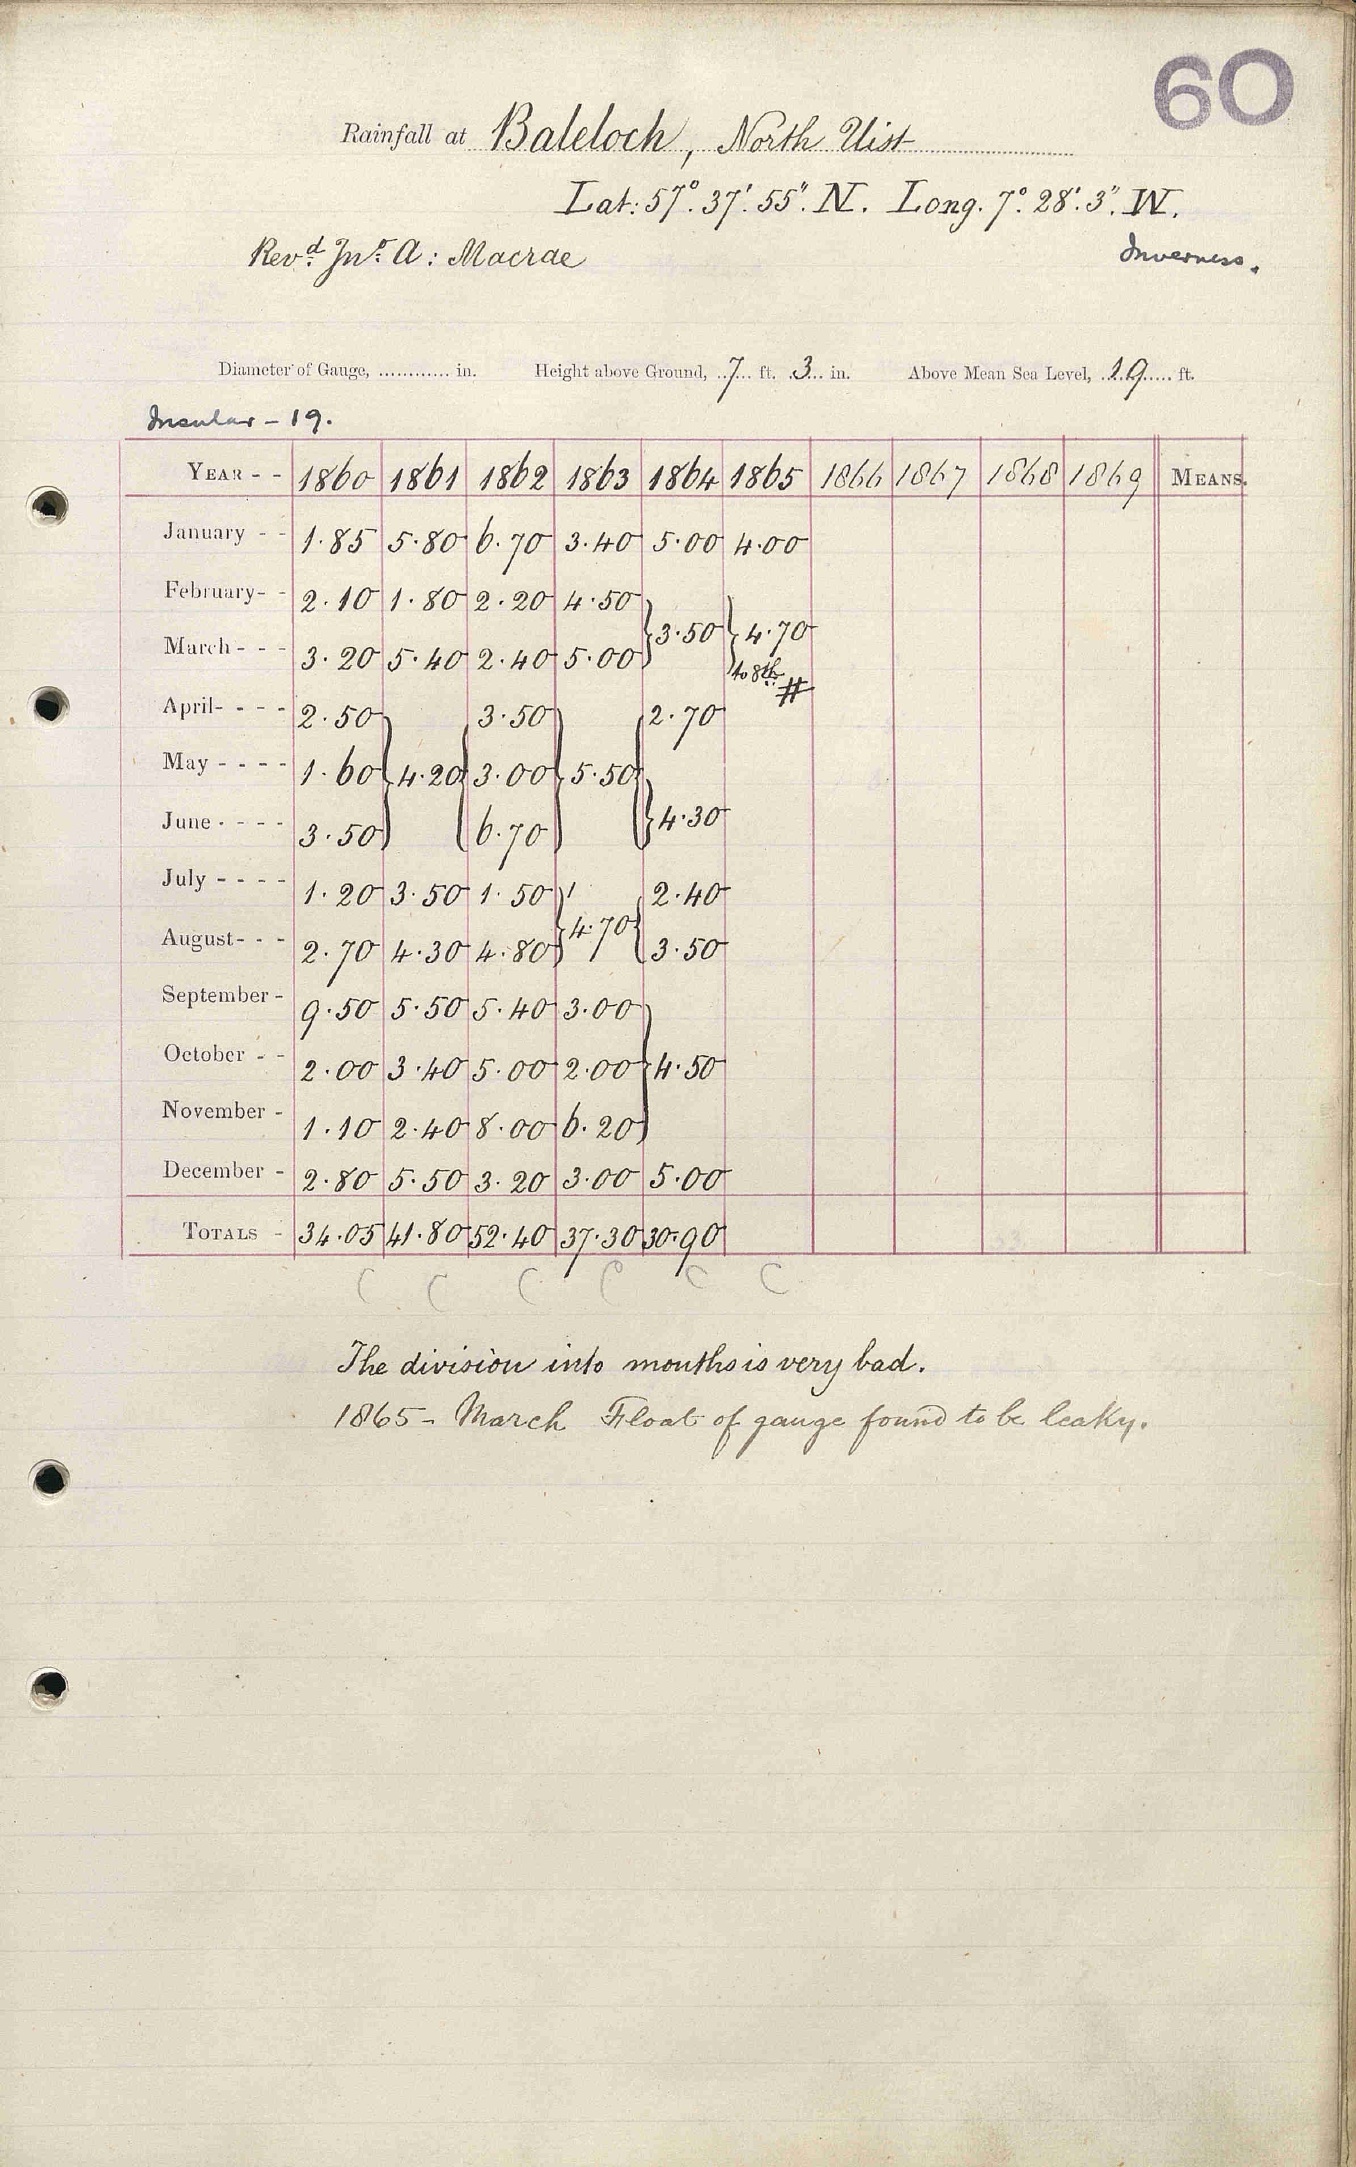 60
Rainfall at Baleloch, North Uist
Lat: 57°. 37'. 55". N. Long. 7°. 28'. 3". W.
Revd. Jnr. A: Macrae
Inverness.
Diameter of Gauge, ............ in. Height above Ground, 7 ft. 3 in. Above Mean Sea Level, 19 ft.
Insular - 19.
YEAR - - 1860 1861 1862 1863 1864 1865 1866 1867 1868 1869 MEANS.
January - - 1.85 5.80 6.70 3.40 5.00 4.00
February- - 2.10 1.80 2.20 4.50
3.50 4.70
March - - - 3.20 5.40 2.40 5.00
to 8th #
April- - - - 2.50 3.50 2.70
May - - - - 1.60 4.20 3.00 5.50
June - - - - 3.50 6.70 4.30
July - - - - 1.20 3.50 1.50 2.40
4.70
August- - - 2.70 4.30 4.80 3.50
September - 9.50 5.50 5.40 3.00
October - - 2.00 3.40 5.00 2.00 4.50
November - 1.10 2.40 8.00 6.20
December - 2.80 5.50 3.20 3.00 5.00
TOTALS - 34.05 41.80 52.40 37.30 30.90
C C C C C C
The division into months is very bad.
1865 - March Float of gauge found to be leaky.